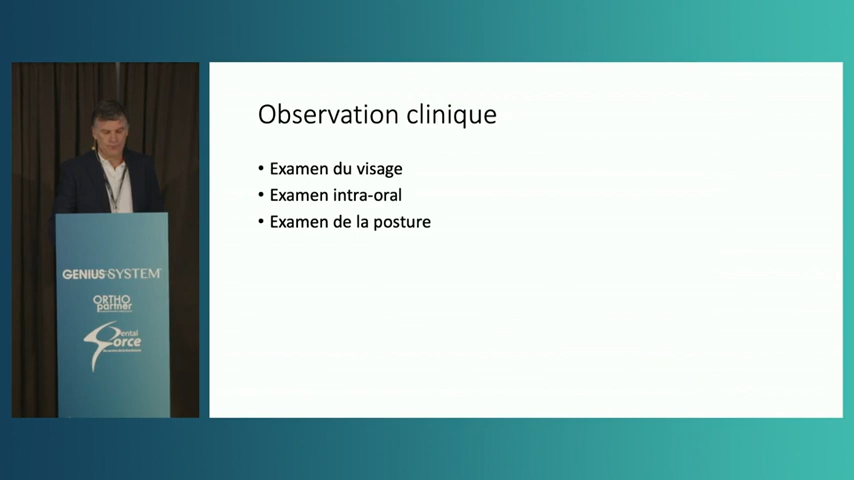 Observation clinique
• Examen du visage
• Examen intra-oral
• Examen de la posture
GENIUS SYSTEM
ORTHO
partner
Dental
Force